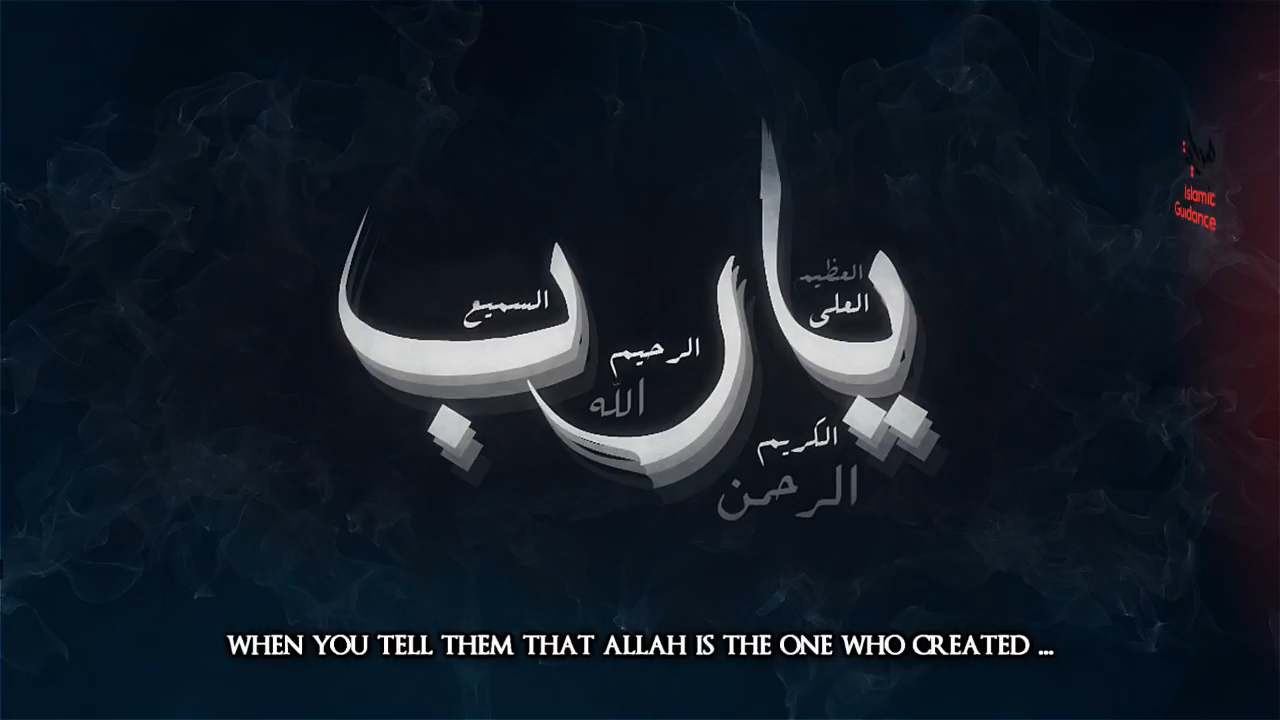 يارب
العظيم
العلى
السميع
الرحيم
الله
الكريم
الرحمن
Islamic
Guidance
WHEN YOU TELL THEM THAT ALLAH IS THE ONE WHO CREATED ...